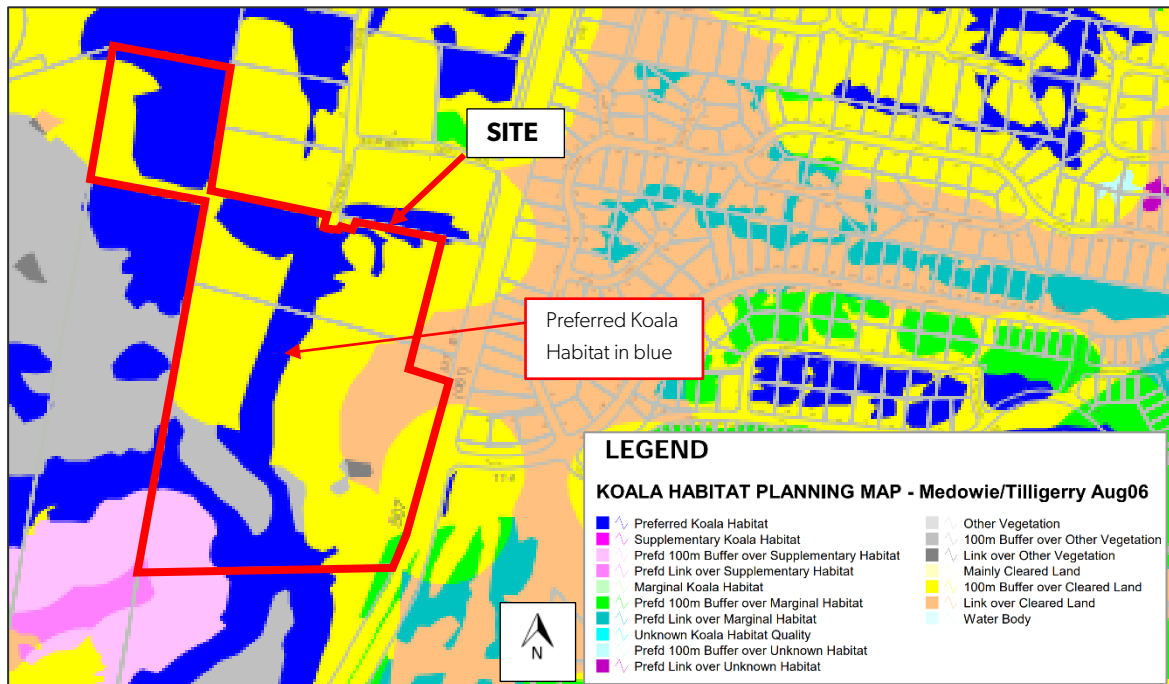 SITE
Preferred Koala
Habitat in blue
LEGEND
KOALA HABITAT PLANNING MAP - Medowie/Tilligerry Aug06
Preferred Koala Habitat
Supplementary Koala Habitat
Prefd 100m Buffer over Supplementary Habitat
Prefd Link over Supplementary Habitat
Marginal Koala Habitat
Prefd 100m Buffer over Marginal Habitat
Prefd Link over Marginal Habitat
Unknown Koala Habitat Quality
Prefd 100m Buffer over Unknown Habitat
Prefd Link over Unknown Habitat
Other Vegetation
100m Buffer over Other Vegetation
Link over Other Vegetation
Mainly Cleared Land
100m Buffer over Cleared Land
Link over Cleared Land
Water Body
N